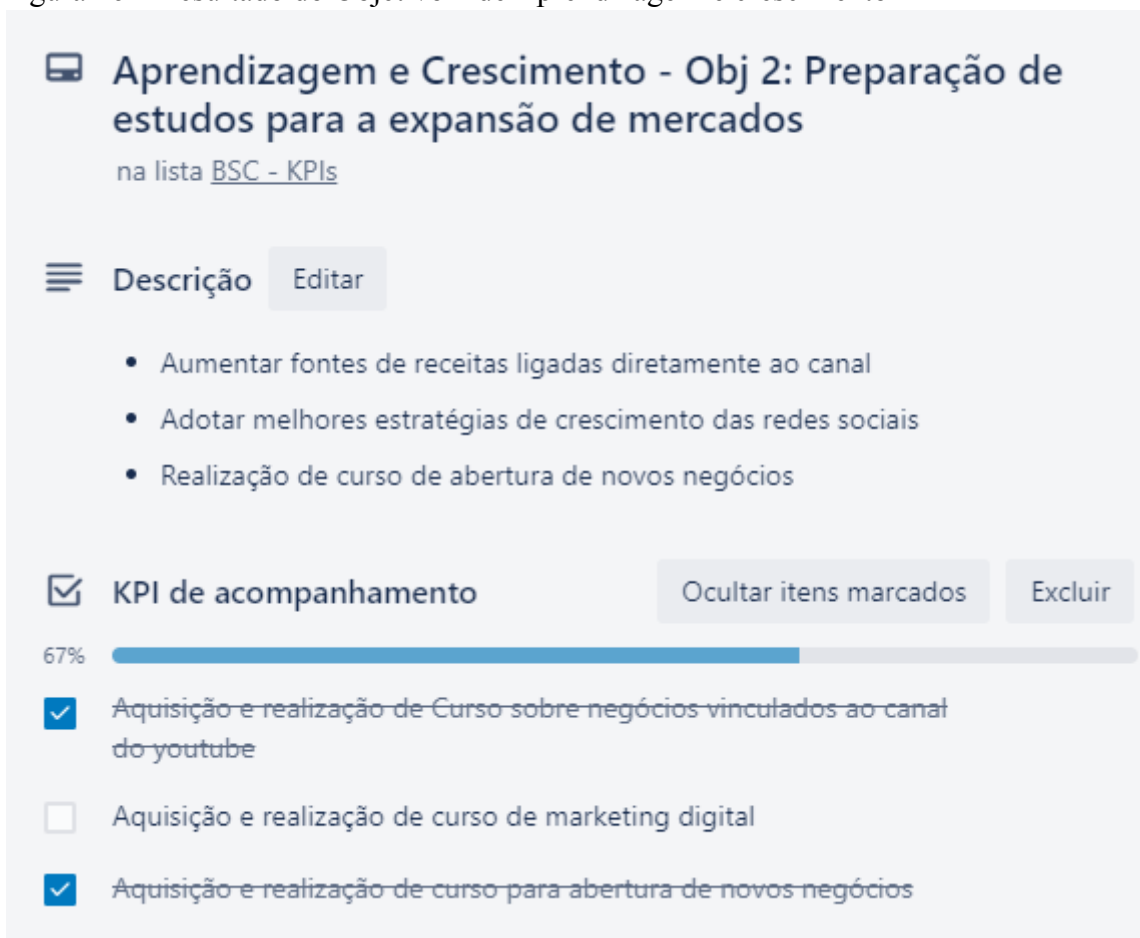 Aprendizagem e Crescimento - Obj 2: Preparação de
estudos para a expansão de mercados
na lista BSC - KPIs
Descrição Editar
• Aumentar fontes de receitas ligadas diretamente ao canal
• Adotar melhores estratégias de crescimento das redes sociais
• Realização de curso de abertura de novos negócios
KPI de acompanhamento Ocultar itens marcados Excluir
67%
Aquisição e realização de Curso sobre negócios vinculados ao canal
do youtube
Aquisição e realização de curso de marketing digital
Aquisição e realização de curso para abertura de novos negócios